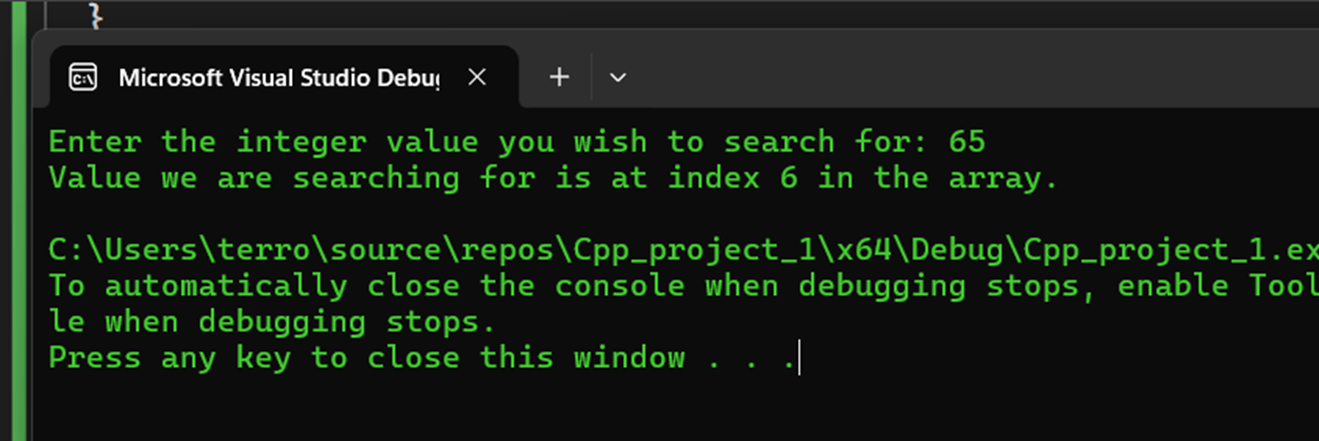 }
Microsoft Visual Studio Debug
Enter the integer value you wish to search for: 65
Value we are searching for is at index 6 in the array.
C:\Users\terro\source\repos\Cpp_project_1\x64\Debug\Cpp_project_1.ex
To automatically close the console when debugging stops, enable Tool
le when debugging stops.
Press any key to close this window . . .